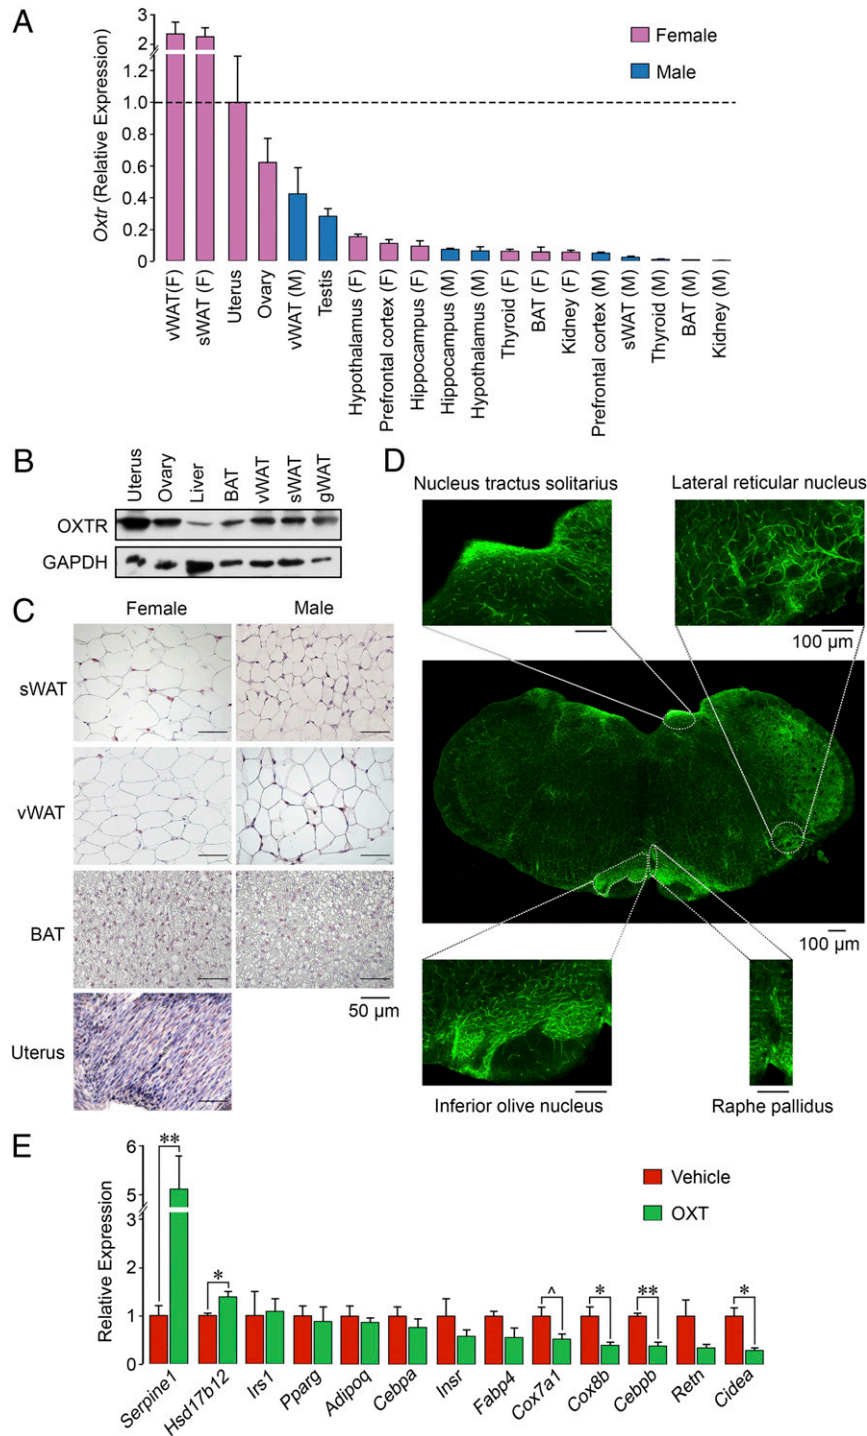 A
Oxtr (Relative Expression)
3
2
1.2
1.0
0.8
0.6
0.4
0.2
0
Female
Male
vWAT(F)
sWAT (F)
Uterus
Ovary
vWAT (M)
Testis
Hypothalamus (F)
Prefrontal cortex (F)
Hippocampus (F)
Hippocampus (M)
Hypothalamus (M)
Thyroid (F)
BAT (F)
Kidney (F)
Prefrontal cortex (M)
sWAT (M)
Thyroid (M)
BAT (M)
Kidney (M)
B
Uterus
Ovary
Liver
BAT
vWAT
sWAT
gWAT
OXTR
GAPDH
C
Female Male
sWAT
vWAT
BAT
50 µm
Uterus
D
Nucleus tractus solitarius Lateral reticular nucleus
100 µm
100 µm
Inferior olive nucleus Raphe pallidus
E
Relative Expression
6
5
3
2
1
0
** * ^ * ** *
Vehicle
OXT
Serpine1
Hsd17b12
Irs1
Pparg
Adipoq
Cebpa
Insr
Fabp4
Cox7a1
Cox8b
Cebpb
Retn
Cidea